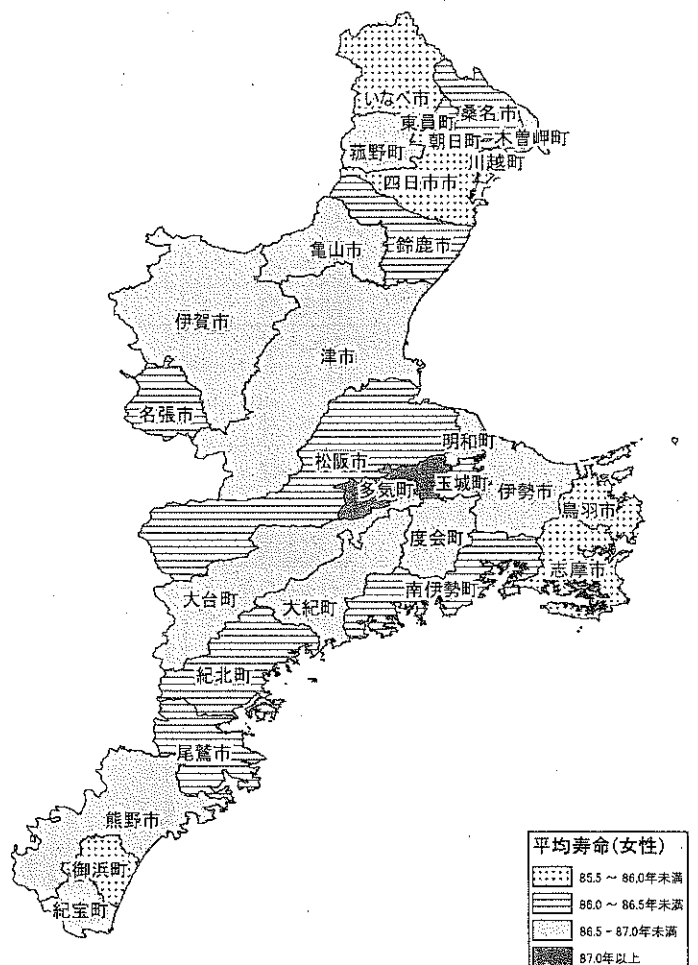 いなべ市
桑名市
東員町
朝日町
木曽岬町
菰野町
川越町
四日市市
亀山市
鈴鹿市
伊賀市
津市
名張市
明和町
松阪市
多気町
玉城町
伊勢市
鳥羽市
度会町
志摩市
大台町
大紀町
南伊勢町
紀北町
尾鷲市
熊野市
御浜町
紀宝町
平均寿命(女性)
85.5 ~ 86.0年未満
86.0 ~ 86.5年未満
86.5 - 87.0年未満
87.0年以上